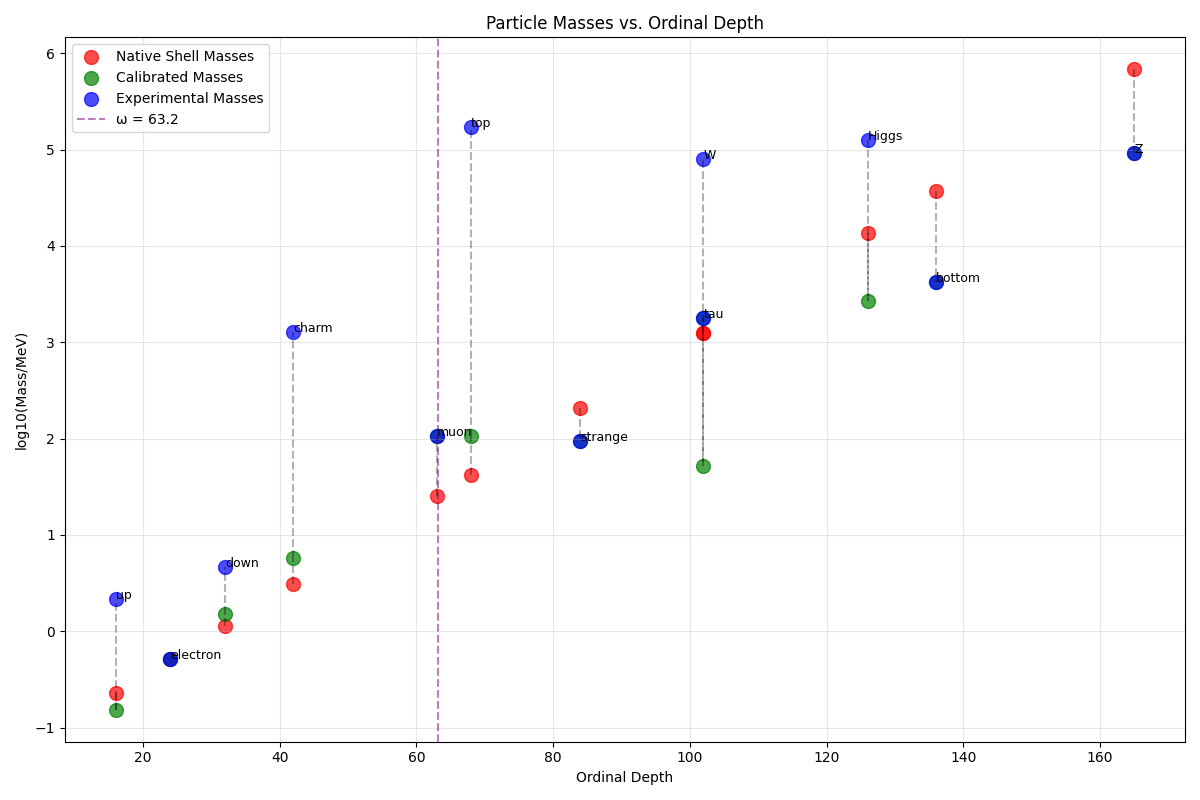 Particle Masses vs. Ordinal Depth
Native Shell Masses
Calibrated Masses
Experimental Masses
ω = 63.2
6
5
4
3
2
1
0
−1
log10(Mass/MeV)
top
W
Higgs
Z
bottom
charm
tau
muon
strange
down
up
electron
20
40
60
80
100
120
140
160
Ordinal Depth